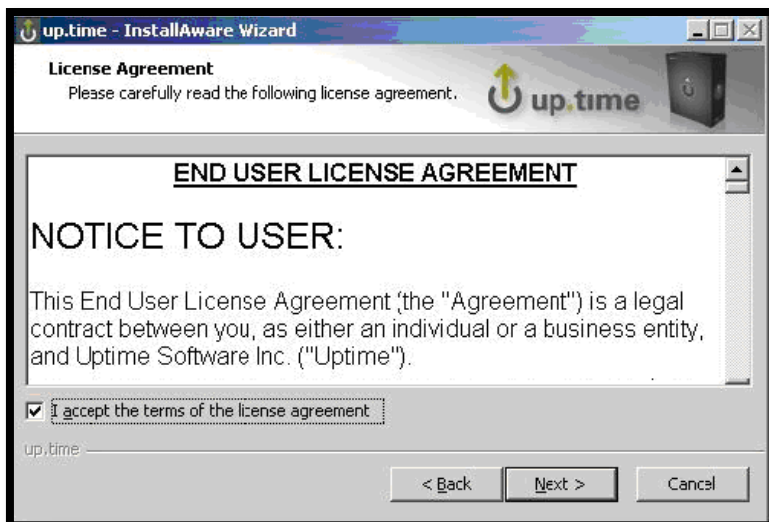 up.time - InstallAware Wizard
License Agreement
Please carefully read the following license agreement.
up.time
END USER LICENSE AGREEMENT
NOTICE TO USER:
This End User License Agreement (the "Agreement") is a legal
contract between you, as either an individual or a business entity,
and Uptime Software Inc. ("Uptime").
I accept the terms of the license agreement
up.time
< Back
Next >
Cancel